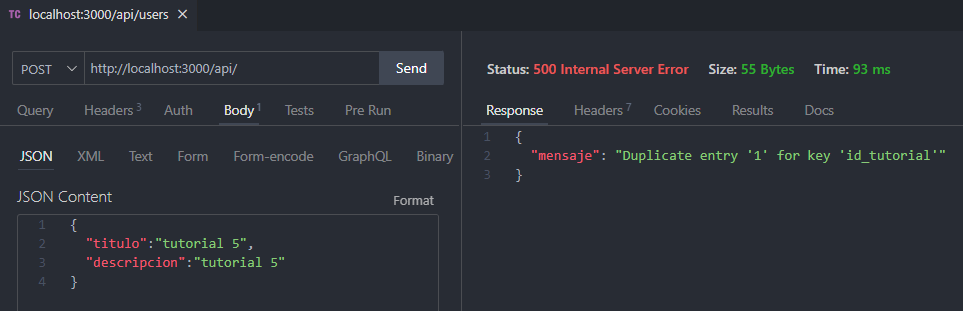 TC localhost:3000/api/users ×
POST http://localhost:3000/api/ Send
Query Headers 3 Auth Body 1 Tests Pre Run
JSON XML Text Form Form-encode GraphQL Binary
JSON Content Format
1 {
2 "titulo":"tutorial 5",
3 "descripcion":"tutorial 5"
4 }
Status: 500 Internal Server Error Size: 55 Bytes Time: 93 ms
Response Headers 7 Cookies Results Docs
1 {
2 "mensaje": "Duplicate entry '1' for key 'id_tutorial'"
3 }